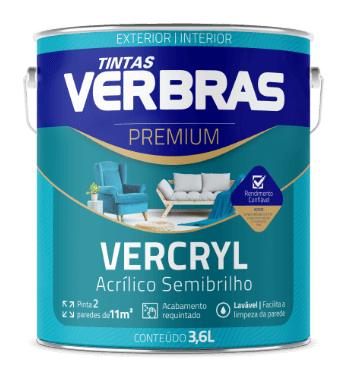 EXTERIOR | INTERIOR
TINTAS
VERBRAS
PREMIUM
Rendimento
Confiável
VERCRYL
Acrílico Semibrilho
Pinta 2
paredes de 11m²
Acabamento
requintado
Lavável | Facilita a
limpeza da parede
CONTEÚDO 3,6L